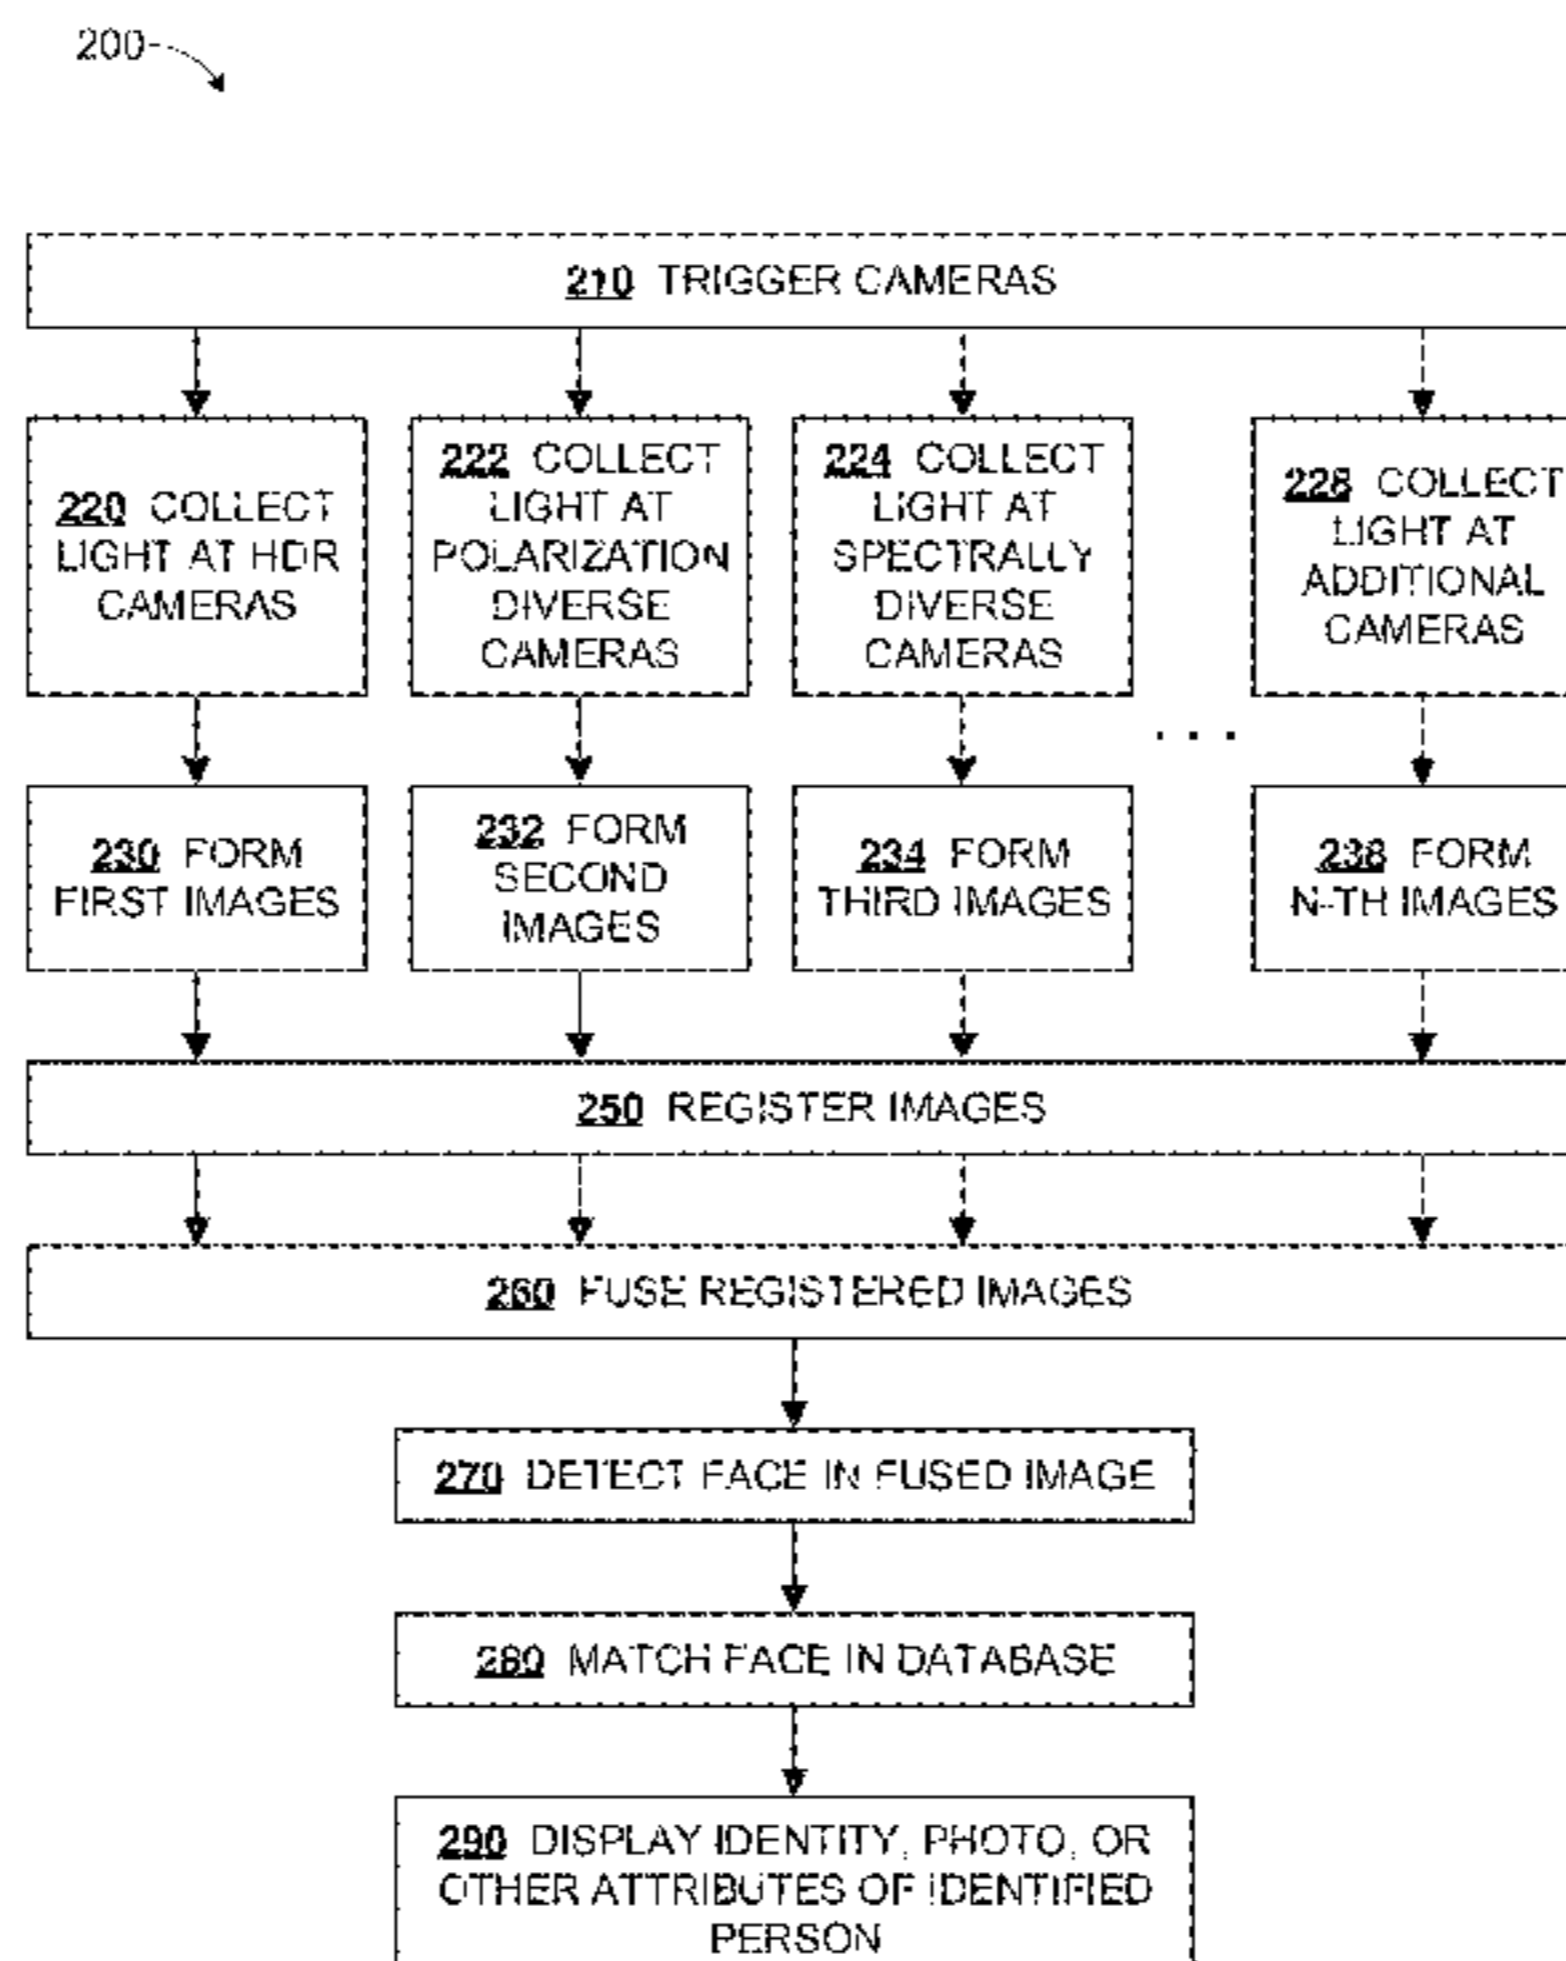 200
210 TRIGGER CAMERAS
220 COLLECT
LIGHT AT HDR
CAMERAS
222 COLLECT
LIGHT AT
POLARIZATION
DIVERSE
CAMERAS
224 COLLECT
LIGHT AT
SPECTRALLY
DIVERSE
CAMERAS
228 COLLECT
LIGHT AT
ADDITIONAL
CAMERAS
. . .
230 FORM
FIRST IMAGES
232 FORM
SECOND
IMAGES
234 FORM
THIRD IMAGES
238 FORM
N-TH IMAGES
250 REGISTER IMAGES
260 FUSE REGISTERED IMAGES
270 DETECT FACE IN FUSED IMAGE
280 MATCH FACE IN DATABASE
290 DISPLAY IDENTITY, PHOTO, OR
OTHER ATTRIBUTES OF IDENTIFIED
PERSON